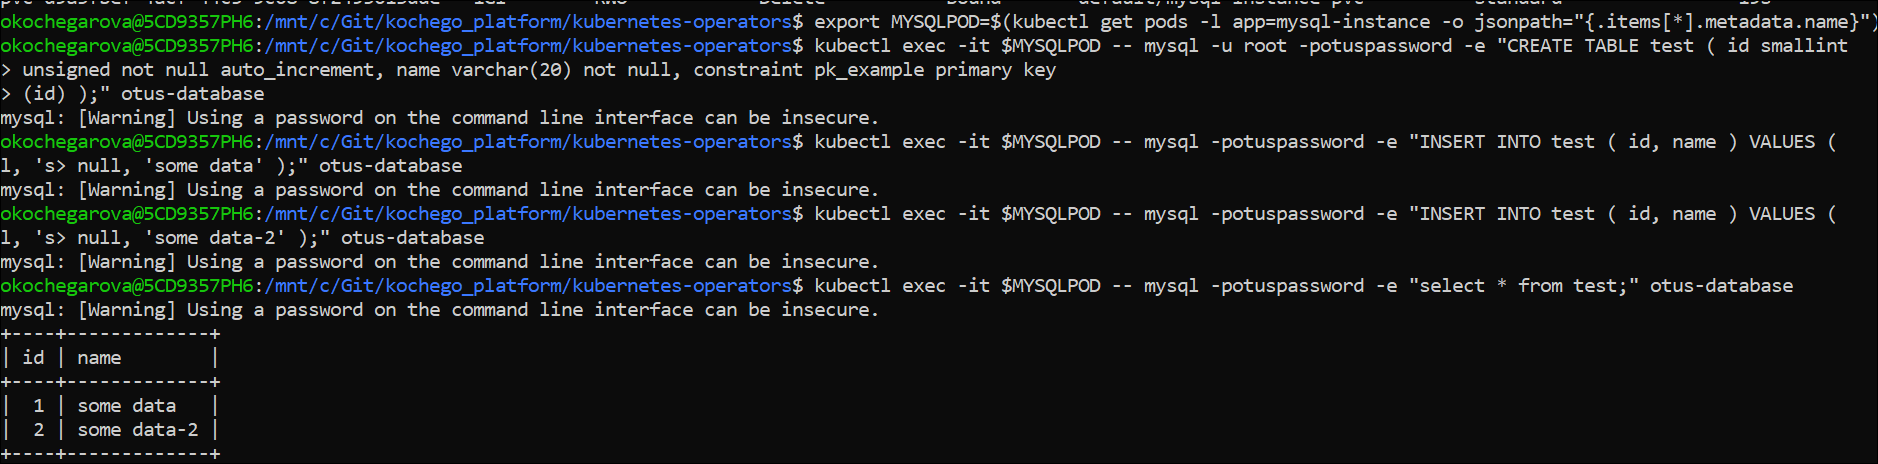 okochegarova@5CD9357PH6:/mnt/c/Git/kochego_platform/kubernetes-operators$ export MYSQLPOD=$(kubectl get pods -l app=mysql-instance -o jsonpath="{.items[*].metadata.name}")
okochegarova@5CD9357PH6:/mnt/c/Git/kochego_platform/kubernetes-operators$ kubectl exec -it $MYSQLPOD -- mysql -u root -potuspassword -e "CREATE TABLE test ( id smallint
> unsigned not null auto_increment, name varchar(20) not null, constraint pk_example primary key
> (id) );" otus-database
mysql: [Warning] Using a password on the command line interface can be insecure.
okochegarova@5CD9357PH6:/mnt/c/Git/kochego_platform/kubernetes-operators$ kubectl exec -it $MYSQLPOD -- mysql -potuspassword -e "INSERT INTO test ( id, name ) VALUES (
l, 's> null, 'some data' );" otus-database
mysql: [Warning] Using a password on the command line interface can be insecure.
okochegarova@5CD9357PH6:/mnt/c/Git/kochego_platform/kubernetes-operators$ kubectl exec -it $MYSQLPOD -- mysql -potuspassword -e "INSERT INTO test ( id, name ) VALUES (
l, 's> null, 'some data-2' );" otus-database
mysql: [Warning] Using a password on the command line interface can be insecure.
okochegarova@5CD9357PH6:/mnt/c/Git/kochego_platform/kubernetes-operators$ kubectl exec -it $MYSQLPOD -- mysql -potuspassword -e "select * from test;" otus-database
mysql: [Warning] Using a password on the command line interface can be insecure.
+----+-------------+
| id | name        |
+----+-------------+
|  1 | some data   |
|  2 | some data-2 |
+----+-------------+